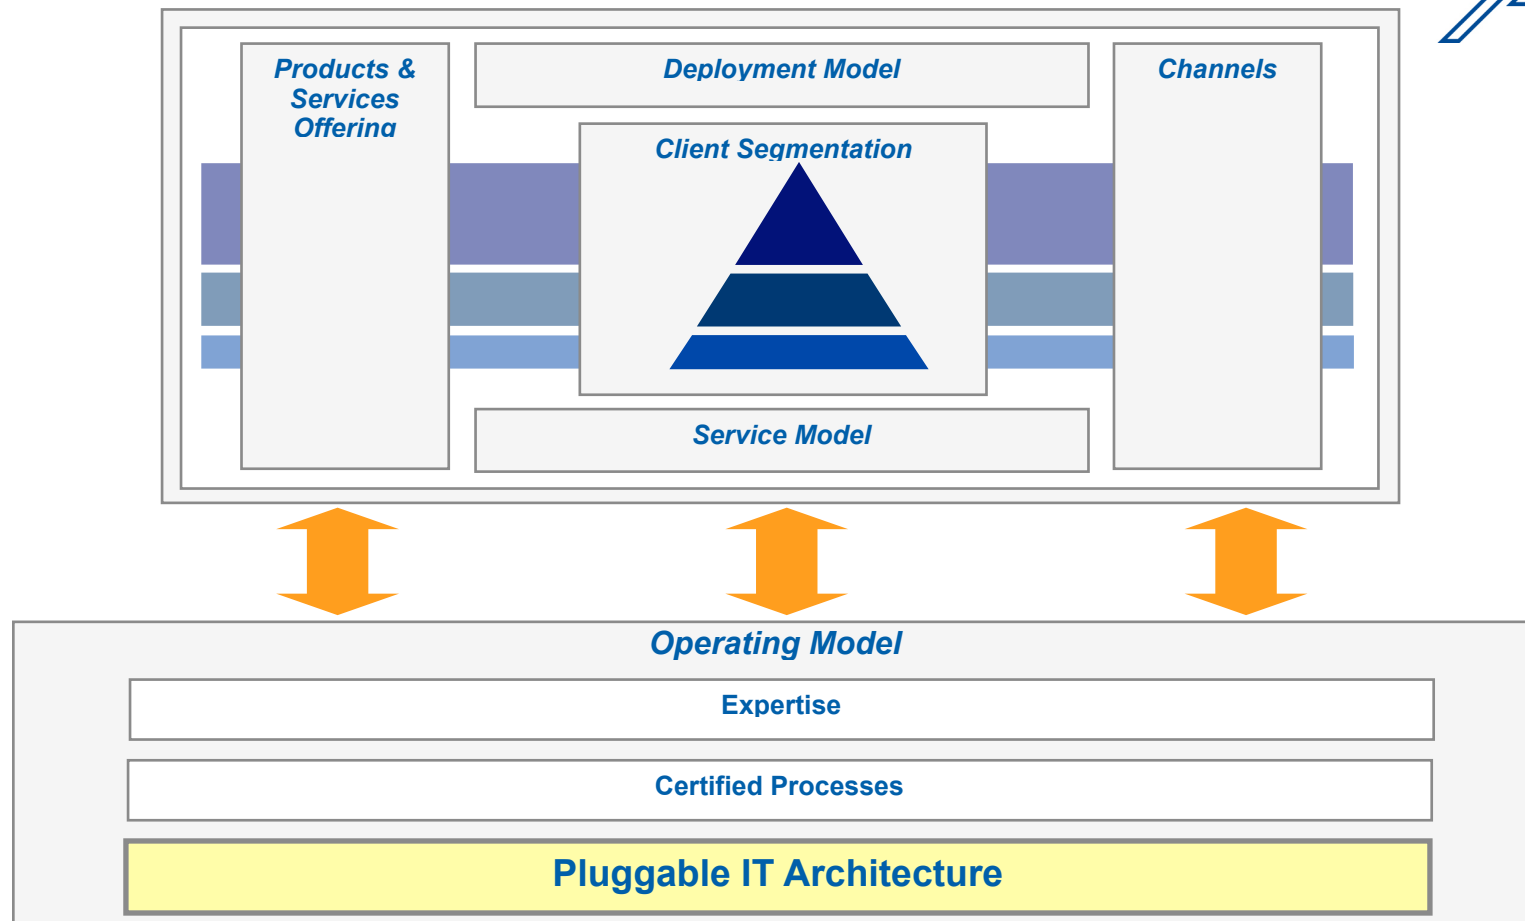 Products &
Services
Offering
Deployment Model
Channels
Client Segmentation
Service Model
Operating Model
Expertise
Certified Processes
Pluggable IT Architecture